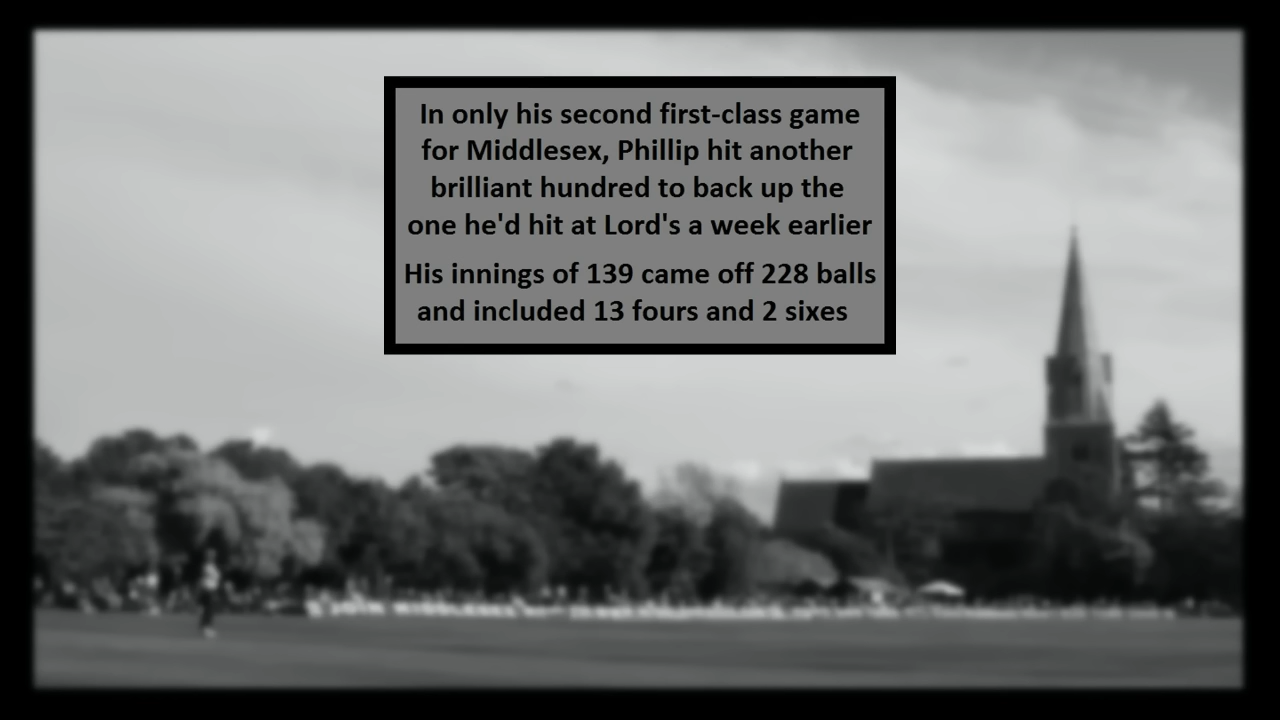 In only his second first-class game
for Middlesex, Phillip hit another
brilliant hundred to back up the
one he'd hit at Lord's a week earlier
His innings of 139 came off 228 balls
and included 13 fours and 2 sixes